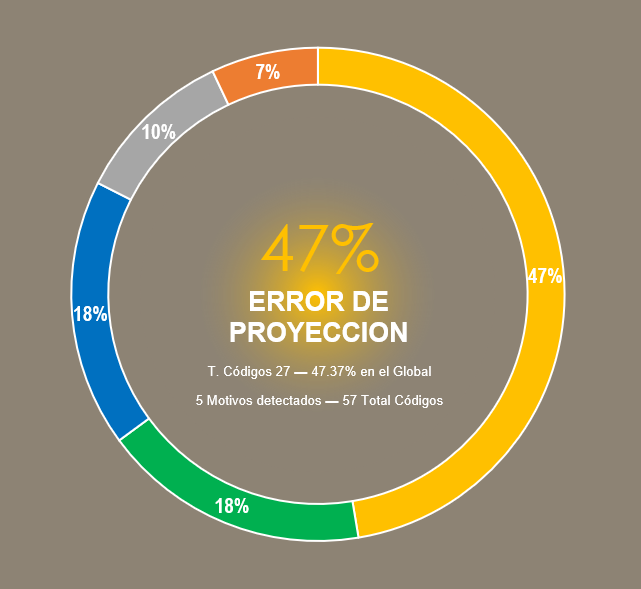 7%
10%
47%
18%
18%
47%
ERROR DE
PROYECCION
T. Códigos 27 — 47.37% en el Global
5 Motivos detectados — 57 Total Códigos